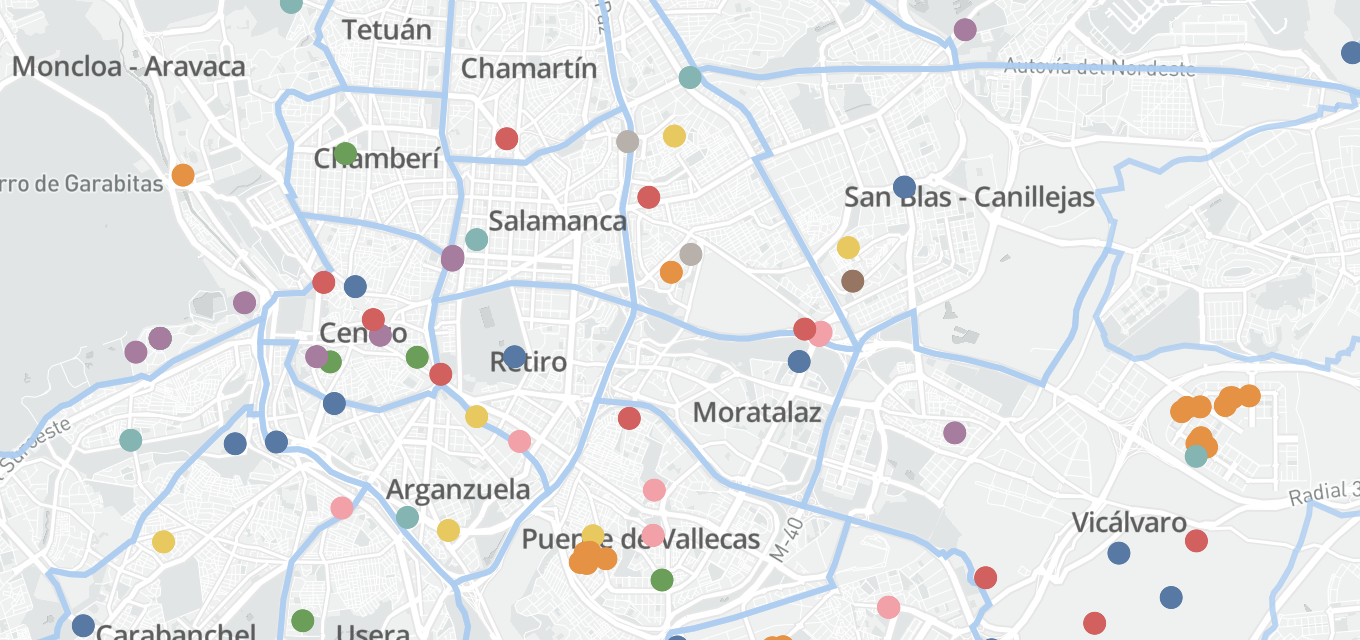 Tetuán
Moncloa - Aravaca
Chamartín
Autovía del Nordeste
Chamberí
rro de Garabitas
San Blas - Canillejas
Salamanca
Centro
Retiro
Moratalaz
Arganzuela
Radial 3
Vicálvaro
Puente de Vallecas
M-40
Carabanchel
Usera